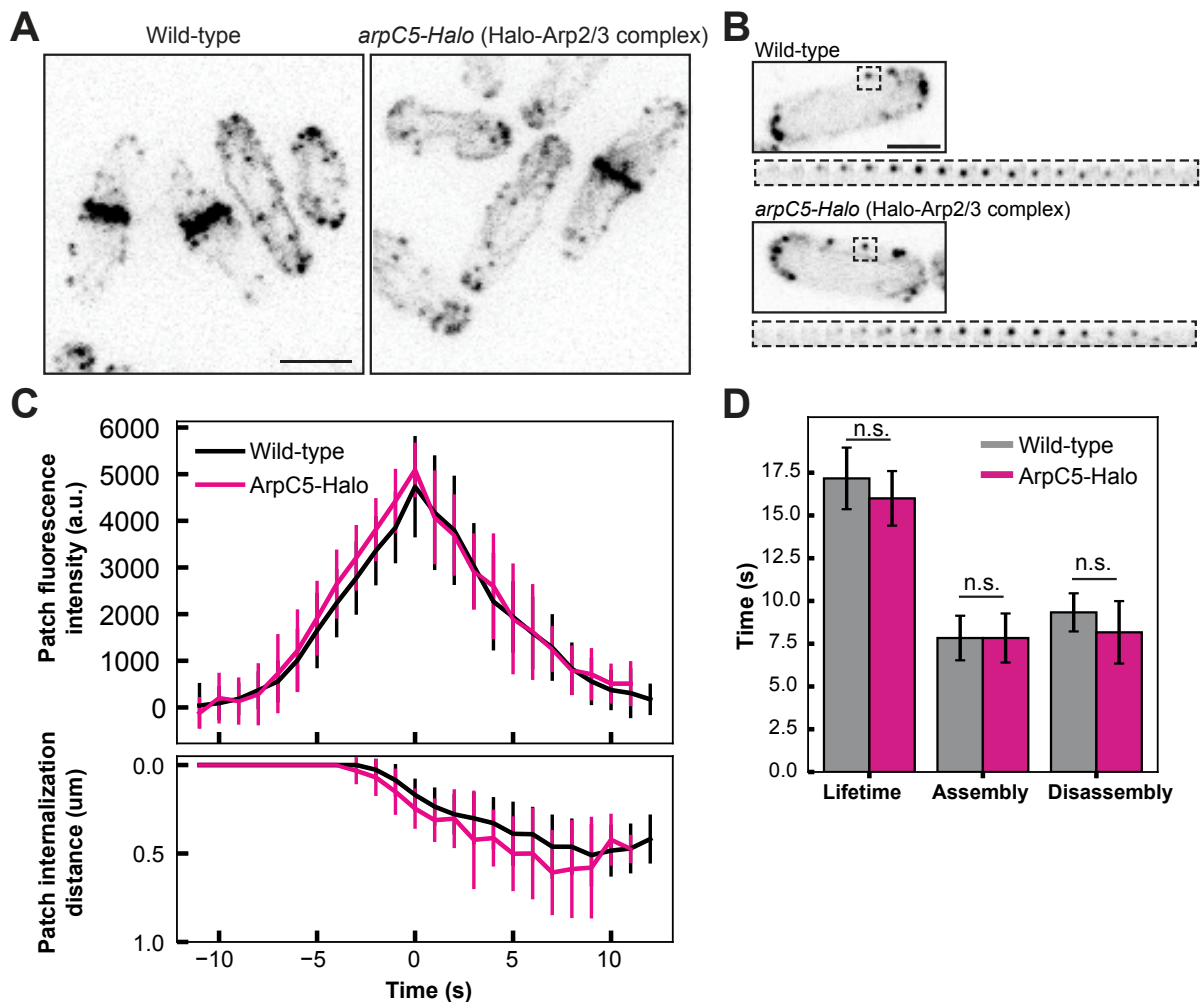 A
Wild-type
arpC5-Halo (Halo-Arp2/3 complex)
B
Wild-type
arpC5-Halo (Halo-Arp2/3 complex)
C
Patch fluorescence
intensity (a.u.)
6000
5000
4000
3000
2000
1000
0
Wild-type
ArpC5-Halo
Patch internalization
distance (um)
0.0
0.5
1.0
−10
−5
0
5
10
Time (s)
D
Time (s)
17.5
15.0
12.5
10.0
7.5
5.0
2.5
0.0
n.s.
n.s.
n.s.
Wild-type
ArpC5-Halo
Lifetime
Assembly
Disassembly